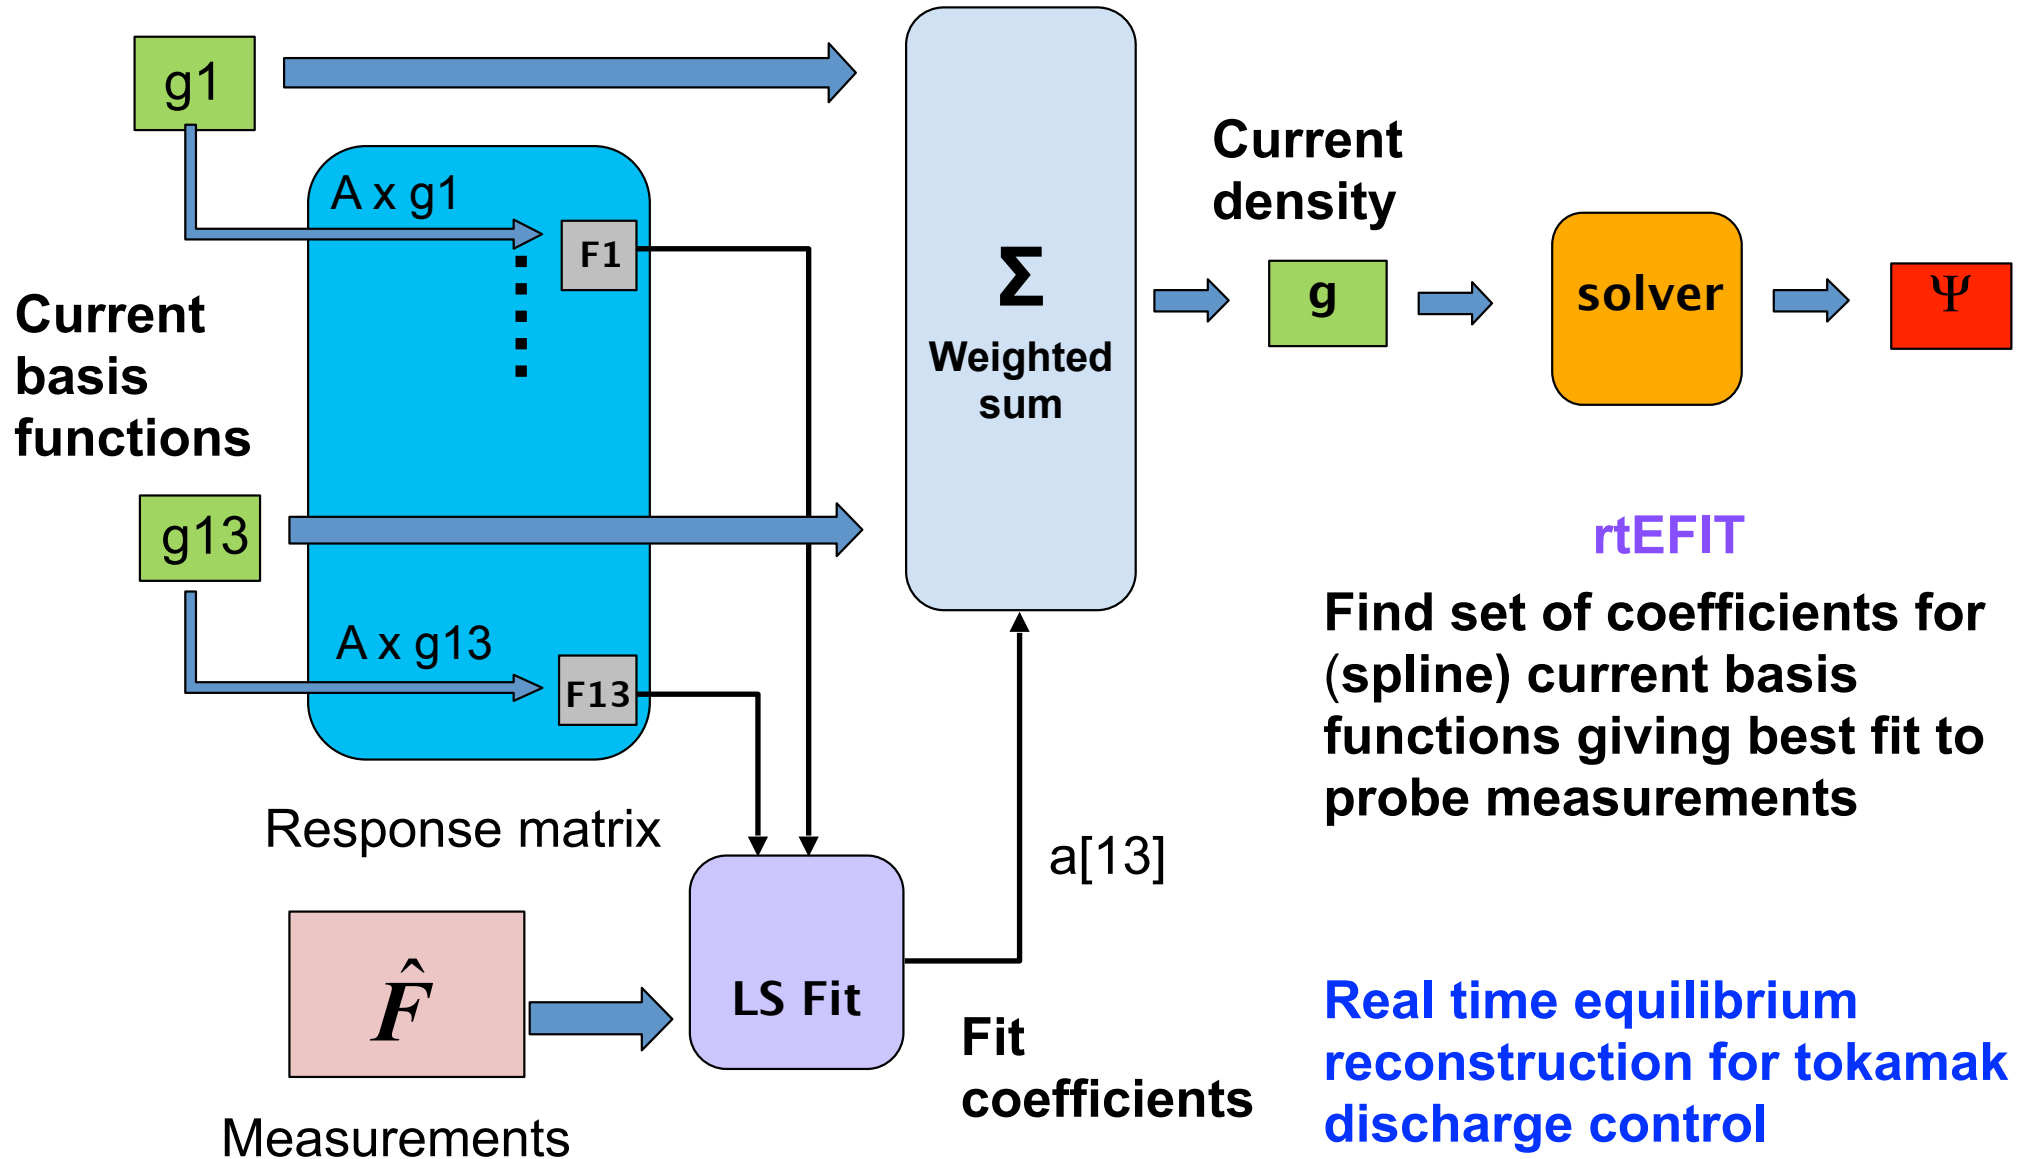 g1
A x g1
F1
Current
basis
functions
g13
A x g13
F13
Response matrix
F̂
Measurements
LS Fit
Fit
coefficients
a[13]
Σ
Weighted
sum
Current
density
g
solver
Ψ
rtEFIT
Find set of coefficients for
(spline) current basis
functions giving best fit to
probe measurements
Real time equilibrium
reconstruction for tokamak
discharge control